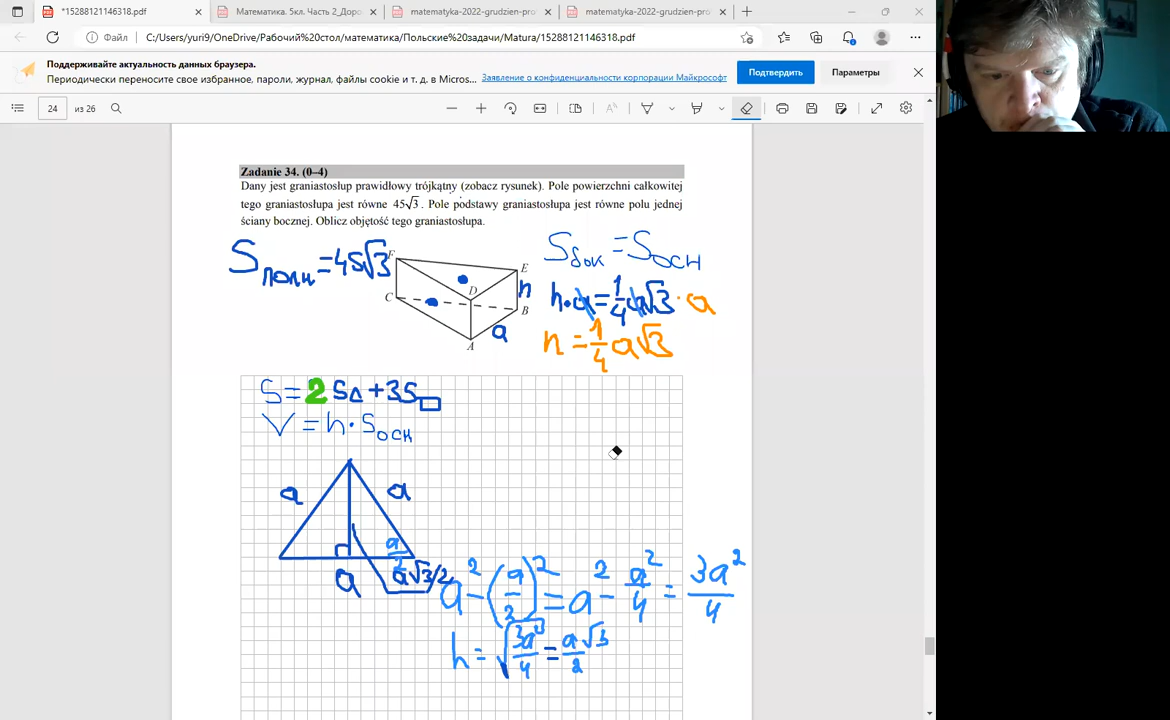 *15288121146318.pdf
Математика. 5кл. Часть 2_Доро
matematyka-2022-grudzien-pro
matematyka-2022-grudzien-pro
Файл C:/Users/yuri9/OneDrive/Рабочий%20стол/математика/Польские%20задачи/Matura/15288121146318.pdf
Поддерживайте актуальность данных браузера.
Периодически переносите свое избранное, пароли, журнал, файлы cookie и т. д. в Micros...
Заявление о конфиденциальности корпорации Майкрософт
Подтвердить
Параметры
24 из 26
Zadanie 34. (0–4)
Dany jest graniastosłup prawidłowy trójkątny (zobacz rysunek). Pole powierzchni całkowitej
tego graniastosłupa jest równe 45√3. Pole podstawy graniastosłupa jest równe polu jednej
ściany bocznej. Oblicz objętość tego graniastosłupa.
Sполн=45√3
F
E
D
C
B
A
h
a
Sбок=Sосн
h·a=1/4a√3·a
h=1/4a√3
S=2S△+3S▭
V=h·Sосн
a
a
a/2
a
a√3/2
a²-(a/2)²=a²-a²/4=3a²/4
h=√3a²/4=a√3/2